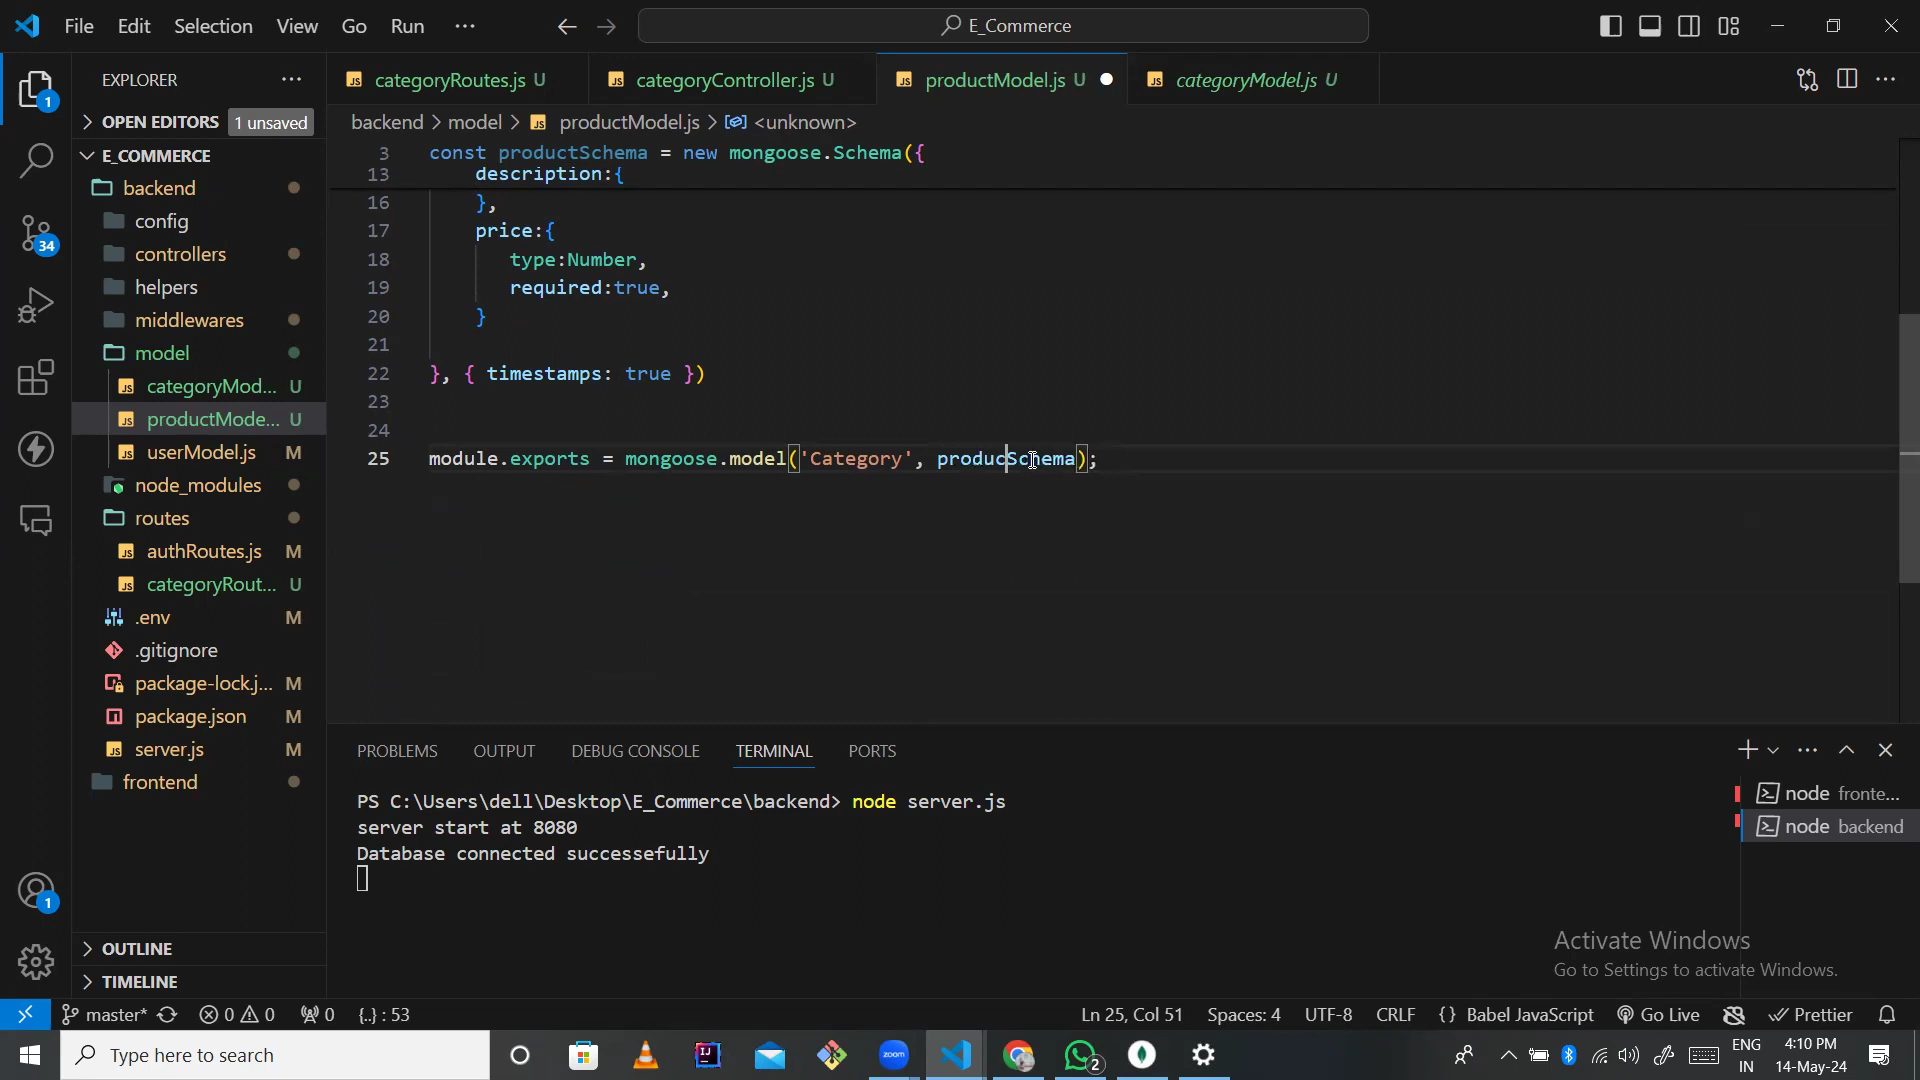 File Edit Selection View Go Run ··· E_Commerce
EXPLORER ···
OPEN EDITORS 1 unsaved
E_COMMERCE
backend
config
controllers
helpers
middlewares
model
categoryMod... U
productMode... U
userModel.js M
node_modules
routes
authRoutes.js M
categoryRout... U
.env M
.gitignore
package-lock.j... M
package.json M
server.js M
frontend
OUTLINE
TIMELINE
1
34
1
categoryRoutes.js U categoryController.js U productModel.js U categoryModel.js U
backend > model > productModel.js > <unknown>
3 const productSchema = new mongoose.Schema({
13 description:{
16 },
17 price:{
18 type:Number,
19 required:true,
20 }
21
22 }, { timestamps: true })
23
24
25 module.exports = mongoose.model('Category', producSchema);
PROBLEMS OUTPUT DEBUG CONSOLE TERMINAL PORTS
PS C:\Users\dell\Desktop\E_Commerce\backend> node server.js
server start at 8080
Database connected successefully
node fronte...
node backend
Activate Windows
Go to Settings to activate Windows.
master* 0 0 0 {..} : 53 Ln 25, Col 51 Spaces: 4 UTF-8 CRLF {} Babel JavaScript Go Live Prettier
Type here to search
zoom
2
ENG
IN
4:10 PM
14-May-24